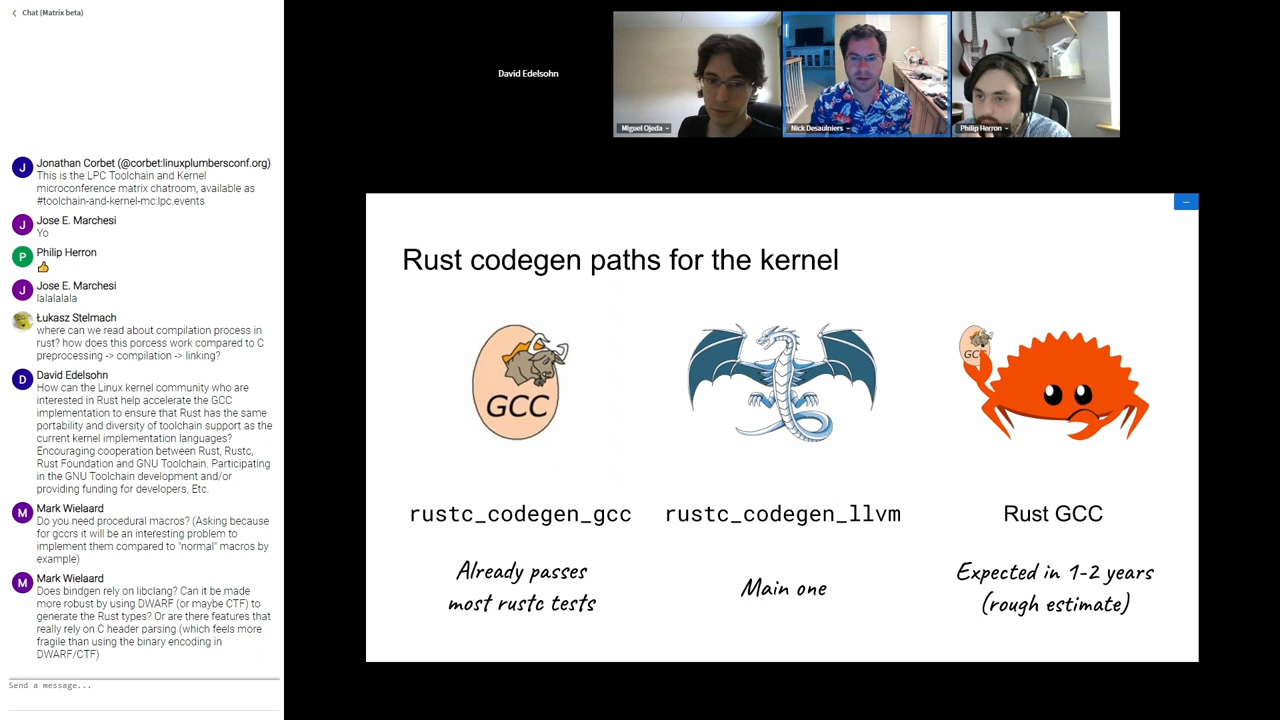 Chat (Matrix beta)
Jonathan Corbet (@corbet:linuxplumbersconf.org)
This is the LPC Toolchain and Kernel
microconference matrix chatroom, available as
#toolchain-and-kernel-mc:lpc.events
Jose E. Marchesi
Yo
Philip Herron
👍
Jose E. Marchesi
lalalalala
Łukasz Stelmach
where can we read about compilation process in
rust? how does this porcess work compared to C
preprocessing -> compilation -> linking?
David Edelsohn
How can the Linux kernel community who are
interested in Rust help accelerate the GCC
implementation to ensure that Rust has the same
portability and diversity of toolchain support as the
current kernel implementation languages?
Encouraging cooperation between Rust, Rustc,
Rust Foundation and GNU Toolchain. Participating
in the GNU Toolchain development and/or
providing funding for developers. Etc.
Mark Wielaard
Do you need procedural macros? (Asking because
for gccrs it will be an interesting problem to
implement them compared to "normal" macros by
example)
Mark Wielaard
Does bindgen rely on libclang? Can it be made
more robust by using DWARF (or maybe CTF) to
generate the Rust types? Or are there features that
really rely on C header parsing (which feels more
fragile than using the binary encoding in
DWARF/CTF)
Send a message...
J
J
P
J
D
M
M
David Edelsohn
Miguel Ojeda
Nick Desaulniers
Philip Herron
Rust codegen paths for the kernel
GCC
GC
rustc_codegen_gcc
rustc_codegen_llvm
Rust GCC
Already passes
most rustc tests
Main one
Expected in 1-2 years
(rough estimate)